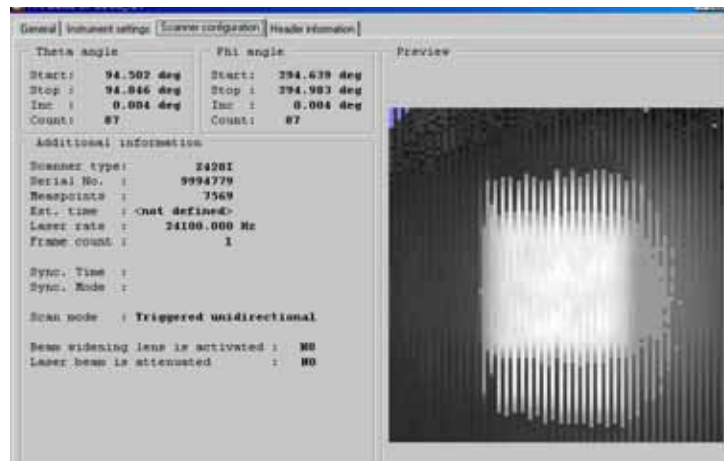 General Instrument settings Scanner configuration Header information
Theta angle
Start: 94.502 deg
Stop : 94.846 deg
Inc : 0.004 deg
Count: 87
Phi angle
Start: 294.639 deg
Stop : 294.983 deg
Inc : 0.004 deg
Count: 87
Preview
Additional information
Scanner type:
Serial No. : 9994779
Measpoints : 7569
Est. time : <not defined>
Laser rate : 24100.000 Hz
Frame count : 1
Sync. Time :
Sync. Mode :
Scan mode : Triggered unidirectional
Beam widening lens is activated : NO
Laser beam is attenuated : NO